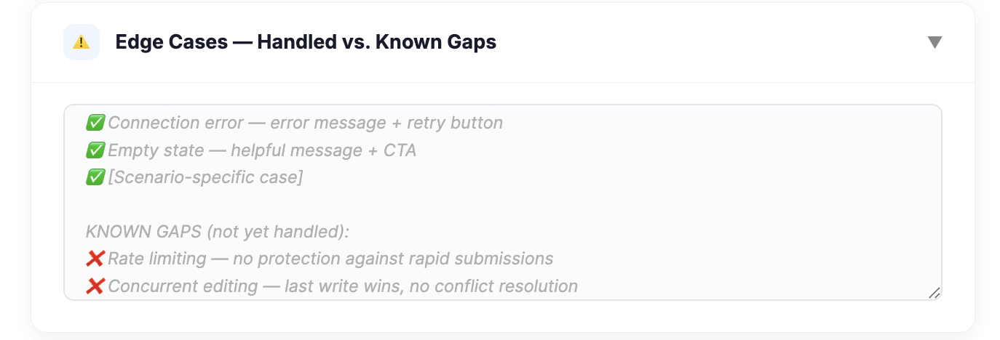 ⚠️ Edge Cases — Handled vs. Known Gaps ▼
✅ Connection error — error message + retry button
✅ Empty state — helpful message + CTA
✅ [Scenario-specific case]
KNOWN GAPS (not yet handled):
❌ Rate limiting — no protection against rapid submissions
❌ Concurrent editing — last write wins, no conflict resolution